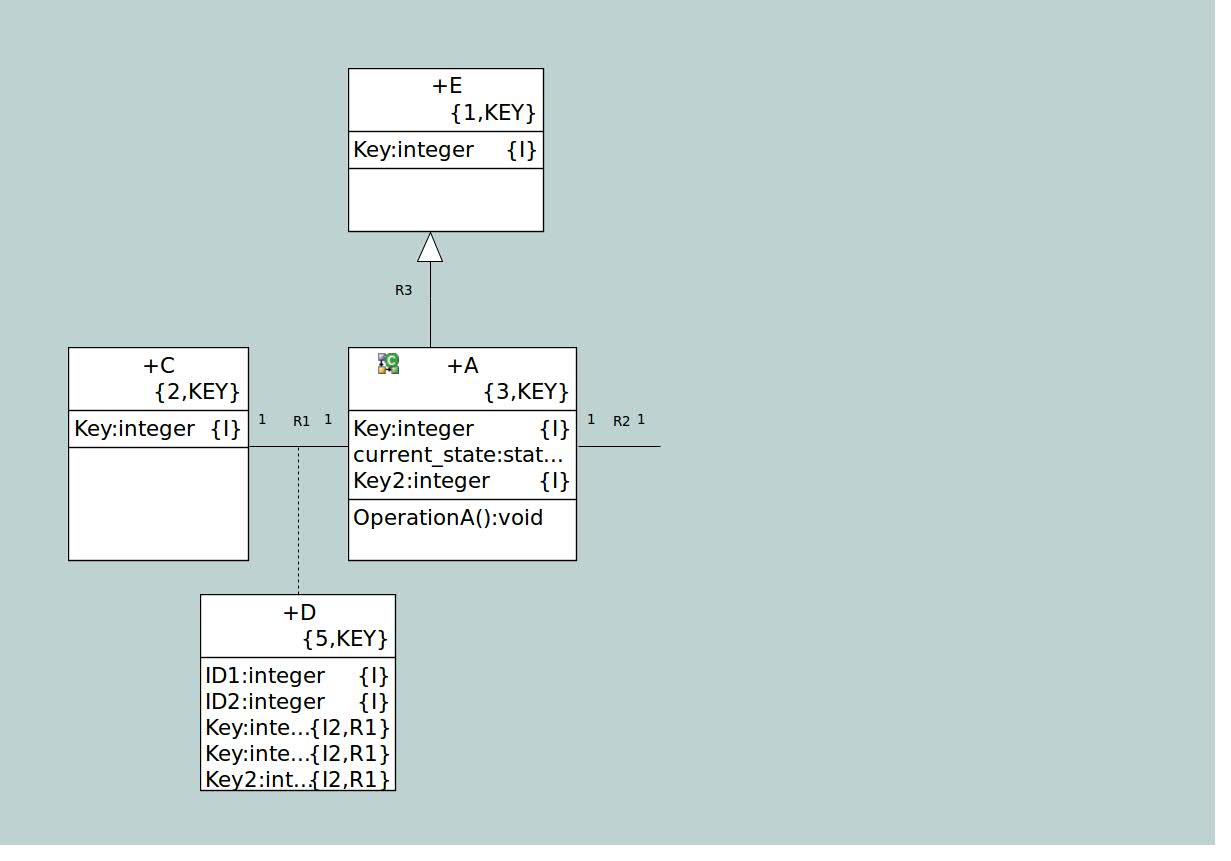 +E
{1,KEY}
Key:integer {I}
R3
+C
{2,KEY}
Key:integer {I}
1 R1 1
C
+A
{3,KEY}
Key:integer {I}
current_state:stat...
Key2:integer {I}
OperationA():void
1 R2 1
+D
{5,KEY}
ID1:integer {I}
ID2:integer {I}
Key:inte...{I2,R1}
Key:inte...{I2,R1}
Key2:int...{I2,R1}